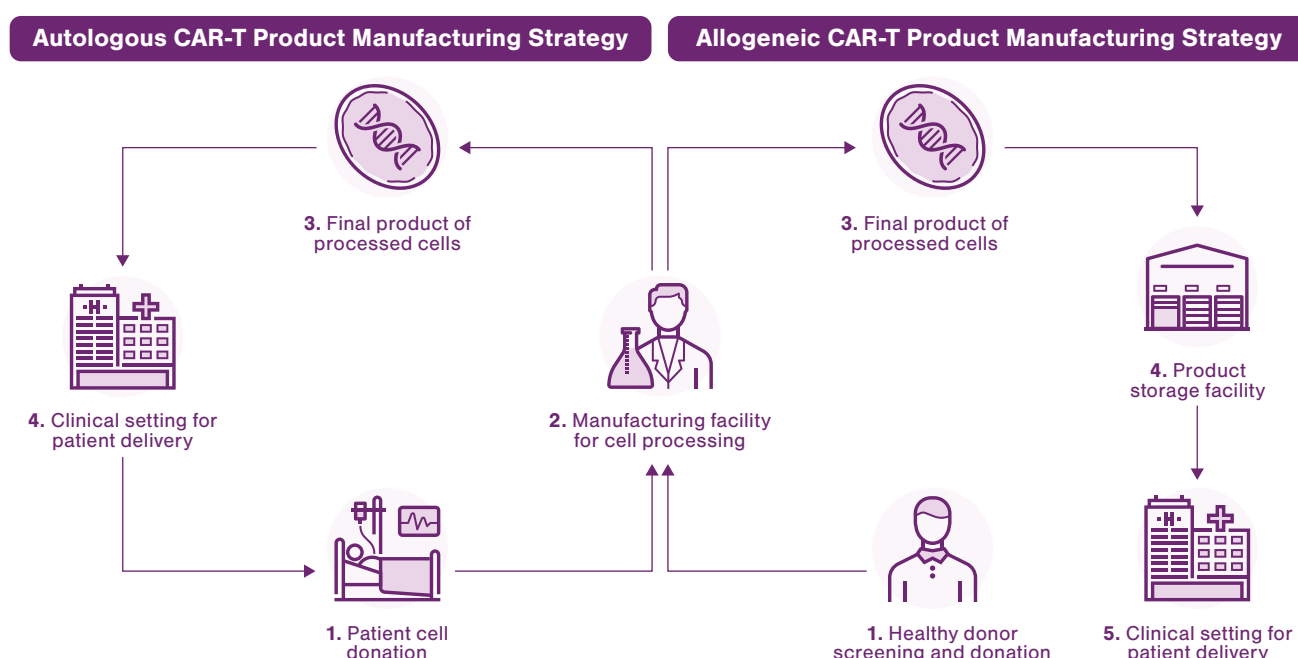 Autologous CAR-T Product Manufacturing Strategy
Allogeneic CAR-T Product Manufacturing Strategy
3. Final product of
processed cells
3. Final product of
processed cells
H
4. Clinical setting for
patient delivery
2. Manufacturing facility
for cell processing
4. Product
storage facility
1. Patient cell
donation
1. Healthy donor
screening and donation
H
5. Clinical setting for
patient delivery